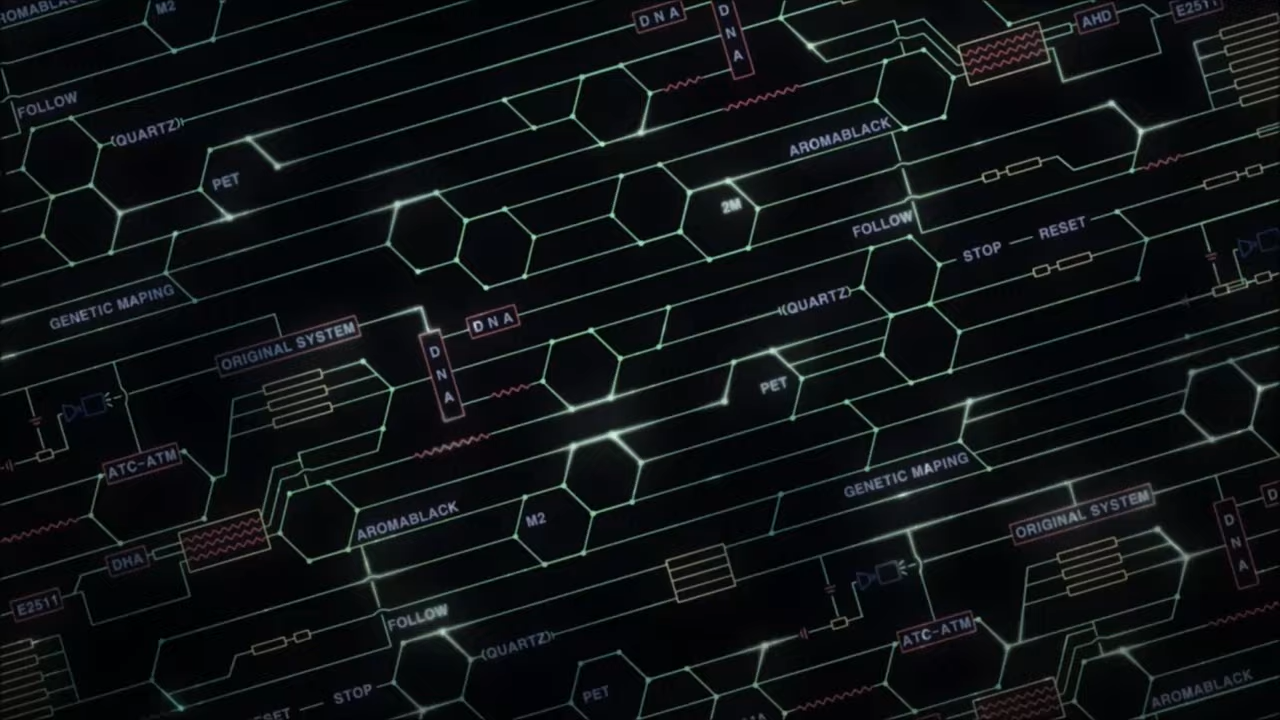 M2
DNA
DNA
AHD
E2511
FOLLOW
(QUARTZ)
AROMABLACK
PET
2M
FOLLOW
STOP — RESET
GENETIC MAPING
(QUARTZ)
ORIGINAL SYSTEM
DNA
DNA
PET
ATC-ATM
GENETIC MAPING
AROMABLACK
M2
ORIGINAL SYSTEM
DNA
DHA
E2511
FOLLOW
(QUARTZ)
ATC-ATM
STOP
PET
AROMABLACK